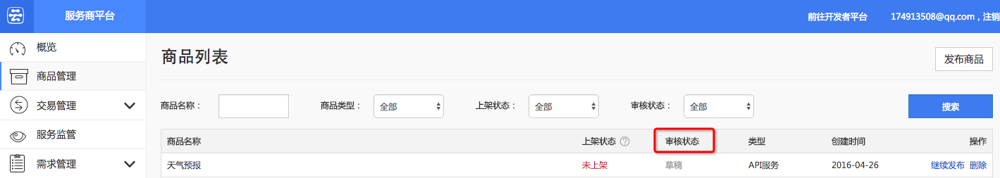 服务商平台
前往开发者平台 174913508@qq.com，注销
概览
商品管理
交易管理
服务监管
需求管理
商品列表
发布商品
商品名称： 商品类型： 全部 上架状态： 全部 审核状态： 全部 搜索
商品名称 上架状态 ? 审核状态 类型 创建时间 操作
天气预报 未上架 草稿 API服务 2016-04-26 继续发布 删除